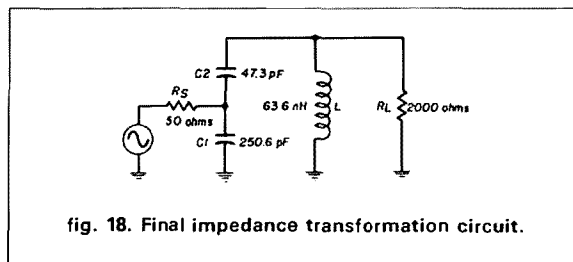 C2 47.3 pF
RS
50 ohms
63.6 nH L
RL 2000 ohms
C1 250.6 pF
fig. 18. Final impedance transformation circuit.